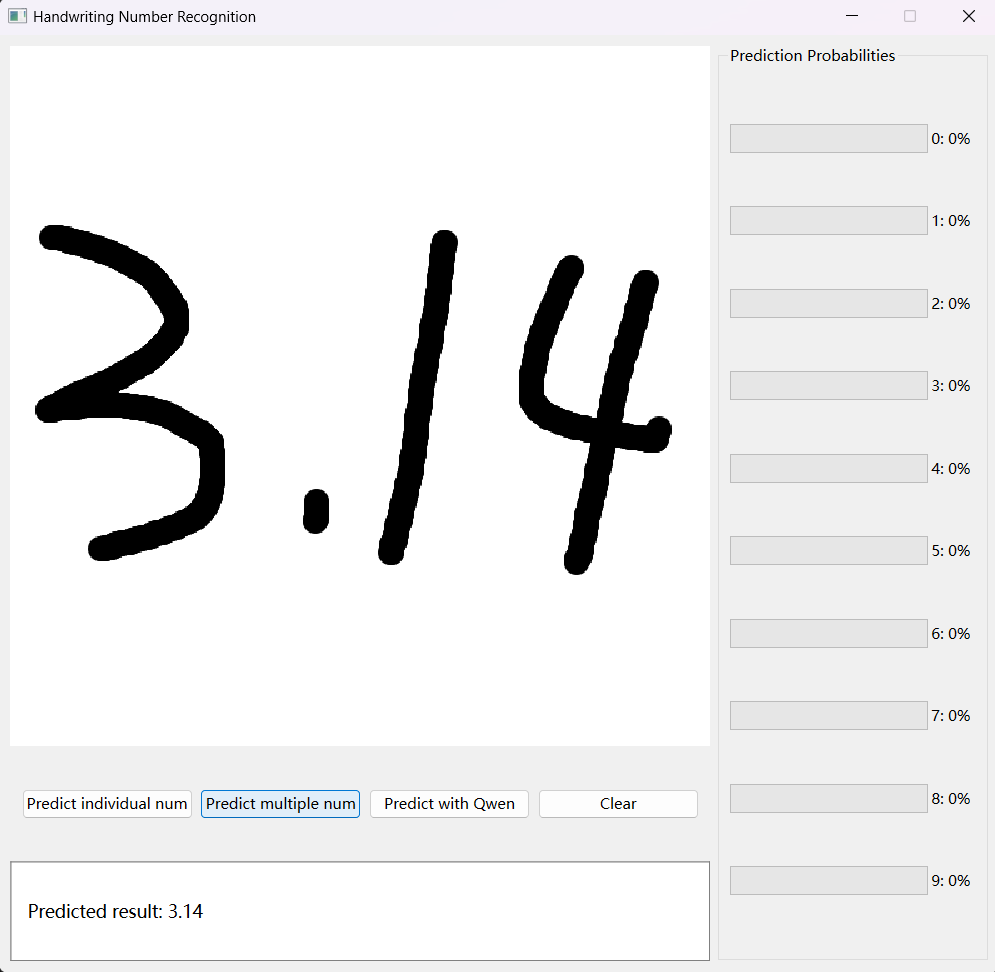 Handwriting Number Recognition
3.14
Prediction Probabilities
0: 0%
1: 0%
2: 0%
3: 0%
4: 0%
5: 0%
6: 0%
7: 0%
8: 0%
9: 0%
Predict individual num
Predict multiple num
Predict with Qwen
Clear
Predicted result: 3.14